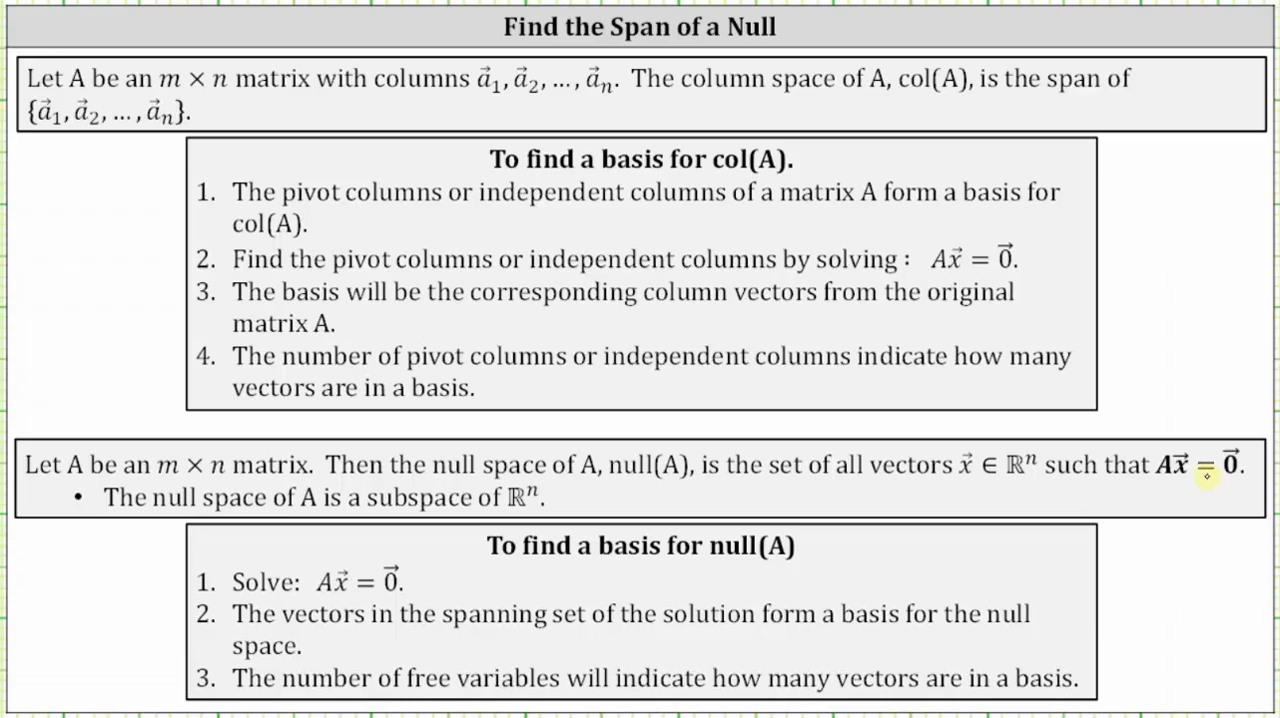 Find the Span of a Null
Let A be an m × n matrix with columns a⃗₁, a⃗₂, …, a⃗ₙ. The column space of A, col(A), is the span of
{a⃗₁, a⃗₂, …, a⃗ₙ}.
To find a basis for col(A).
1. The pivot columns or independent columns of a matrix A form a basis for
col(A).
2. Find the pivot columns or independent columns by solving : Ax⃗ = 0⃗.
3. The basis will be the corresponding column vectors from the original
matrix A.
4. The number of pivot columns or independent columns indicate how many
vectors are in a basis.
Let A be an m × n matrix. Then the null space of A, null(A), is the set of all vectors x⃗ ∈ ℝⁿ such that Ax⃗ = 0⃗.
• The null space of A is a subspace of ℝⁿ.
To find a basis for null(A)
1. Solve: Ax⃗ = 0⃗.
2. The vectors in the spanning set of the solution form a basis for the null
space.
3. The number of free variables will indicate how many vectors are in a basis.